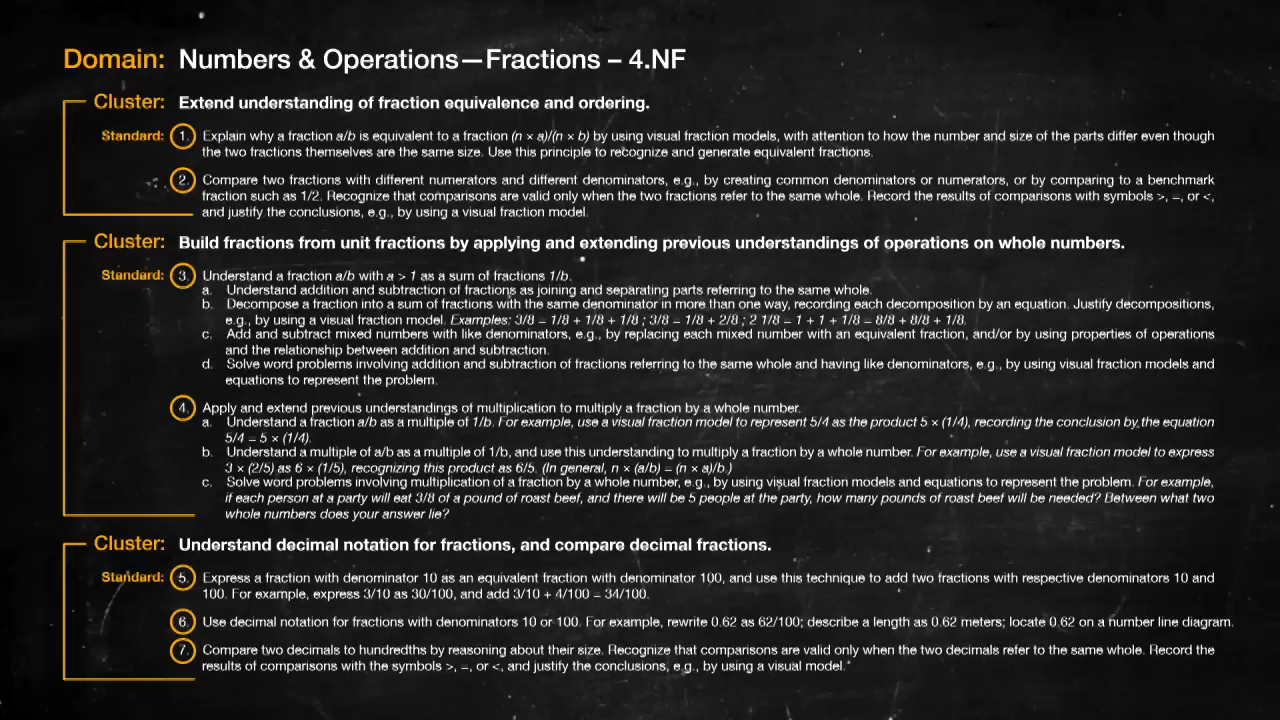 Domain: Numbers & Operations—Fractions – 4.NF
Cluster: Extend understanding of fraction equivalence and ordering.
Standard: 1. Explain why a fraction a/b is equivalent to a fraction (n × a)/(n × b) by using visual fraction models, with attention to how the number and size of the parts differ even though
the two fractions themselves are the same size. Use this principle to recognize and generate equivalent fractions.
2. Compare two fractions with different numerators and different denominators, e.g., by creating common denominators or numerators, or by comparing to a benchmark
fraction such as 1/2. Recognize that comparisons are valid only when the two fractions refer to the same whole. Record the results of comparisons with symbols >, =, or <,
and justify the conclusions, e.g., by using a visual fraction model.
Cluster: Build fractions from unit fractions by applying and extending previous understandings of operations on whole numbers.
Standard: 3. Understand a fraction a/b with a > 1 as a sum of fractions 1/b.
a. Understand addition and subtraction of fractions as joining and separating parts referring to the same whole.
b. Decompose a fraction into a sum of fractions with the same denominator in more than one way, recording each decomposition by an equation. Justify decompositions,
e.g., by using a visual fraction model. Examples: 3/8 = 1/8 + 1/8 + 1/8 ; 3/8 = 1/8 + 2/8 ; 2 1/8 = 1 + 1 + 1/8 = 8/8 + 8/8 + 1/8.
c. Add and subtract mixed numbers with like denominators, e.g., by replacing each mixed number with an equivalent fraction, and/or by using properties of operations
and the relationship between addition and subtraction.
d. Solve word problems involving addition and subtraction of fractions referring to the same whole and having like denominators, e.g., by using visual fraction models and
equations to represent the problem.
4. Apply and extend previous understandings of multiplication to multiply a fraction by a whole number.
a. Understand a fraction a/b as a multiple of 1/b. For example, use a visual fraction model to represent 5/4 as the product 5 × (1/4), recording the conclusion by the equation
5/4 = 5 × (1/4).
b. Understand a multiple of a/b as a multiple of 1/b, and use this understanding to multiply a fraction by a whole number. For example, use a visual fraction model to express
3 × (2/5) as 6 × (1/5), recognizing this product as 6/5. (In general, n × (a/b) = (n × a)/b.)
c. Solve word problems involving multiplication of a fraction by a whole number, e.g., by using visual fraction models and equations to represent the problem. For example,
if each person at a party will eat 3/8 of a pound of roast beef, and there will be 5 people at the party, how many pounds of roast beef will be needed? Between what two
whole numbers does your answer lie?
Cluster: Understand decimal notation for fractions, and compare decimal fractions.
Standard: 5. Express a fraction with denominator 10 as an equivalent fraction with denominator 100, and use this technique to add two fractions with respective denominators 10 and
100. For example, express 3/10 as 30/100, and add 3/10 + 4/100 = 34/100.
6. Use decimal notation for fractions with denominators 10 or 100. For example, rewrite 0.62 as 62/100; describe a length as 0.62 meters; locate 0.62 on a number line diagram.
7. Compare two decimals to hundredths by reasoning about their size. Recognize that comparisons are valid only when the two decimals refer to the same whole. Record the
results of comparisons with the symbols >, =, or <, and justify the conclusions, e.g., by using a visual model.*